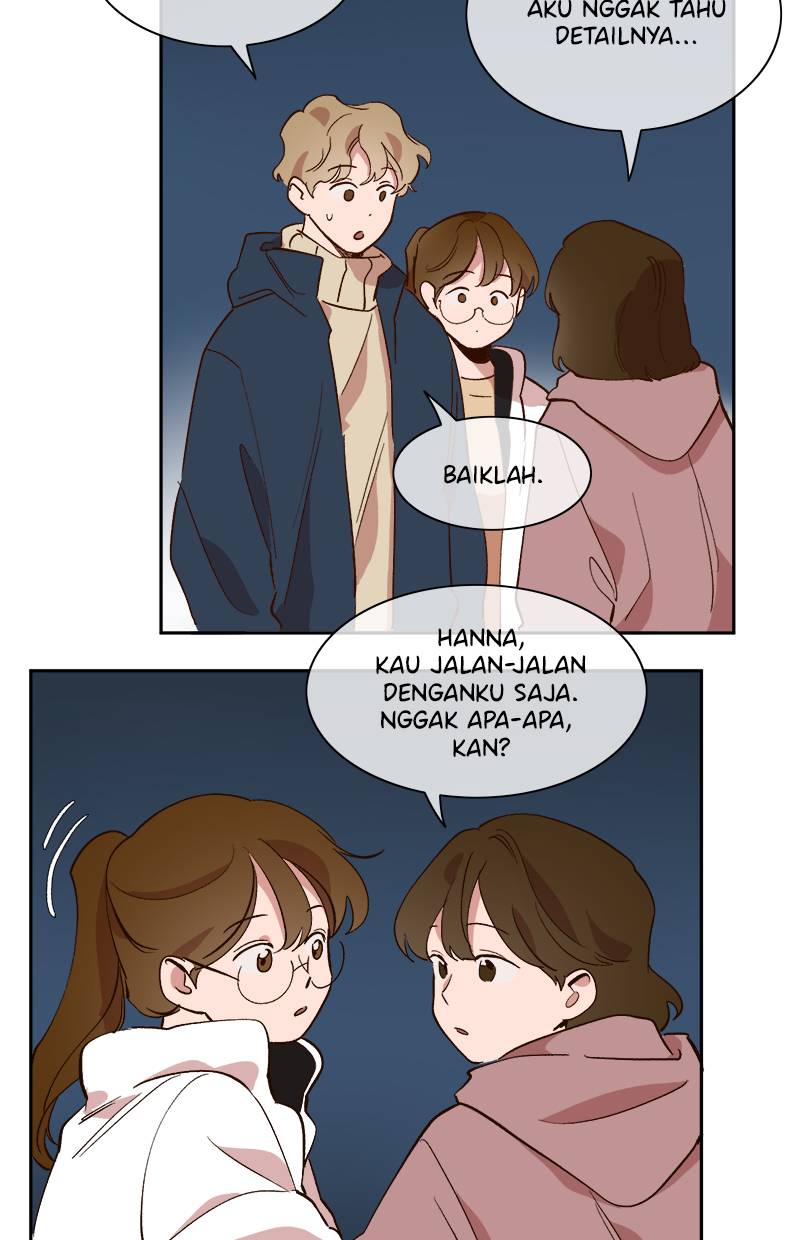 AKU NGGAK TAHU
DETAILNYA...
BAIKLAH.
HANNA,
KAU JALAN-JALAN
DENGANKU SAJA.
NGGAK APA-APA,
KAN?